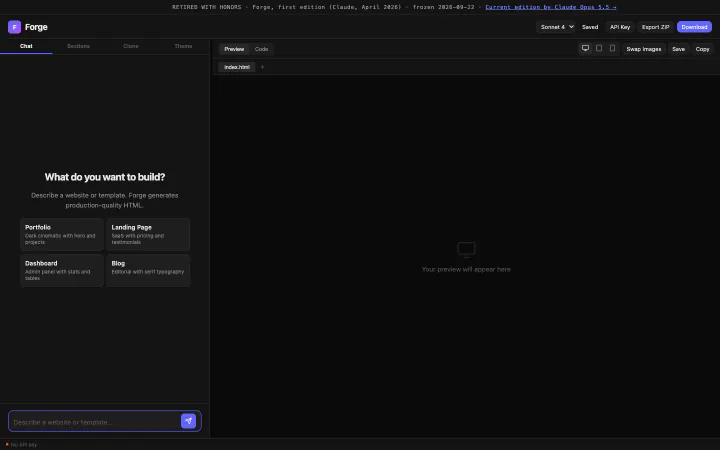 RETIRED WITH HONORS · Forge, first edition (Claude, April 2026) · frozen 2026-09-22 · Current edition by Claude Opus 5.5 →
F Forge
Sonnet 4 Saved API Key Export ZIP Download
Chat Sections Clone Theme
Preview Code
Swap Images Save Copy
index.html +
What do you want to build?
Describe a website or template. Forge generates
production-quality HTML.
Portfolio
Dark cinematic with hero and
projects
Landing Page
SaaS with pricing and
testimonials
Dashboard
Admin panel with stats and
tables
Blog
Editorial with serif typography
Your preview will appear here
Describe a website or template...
No API key